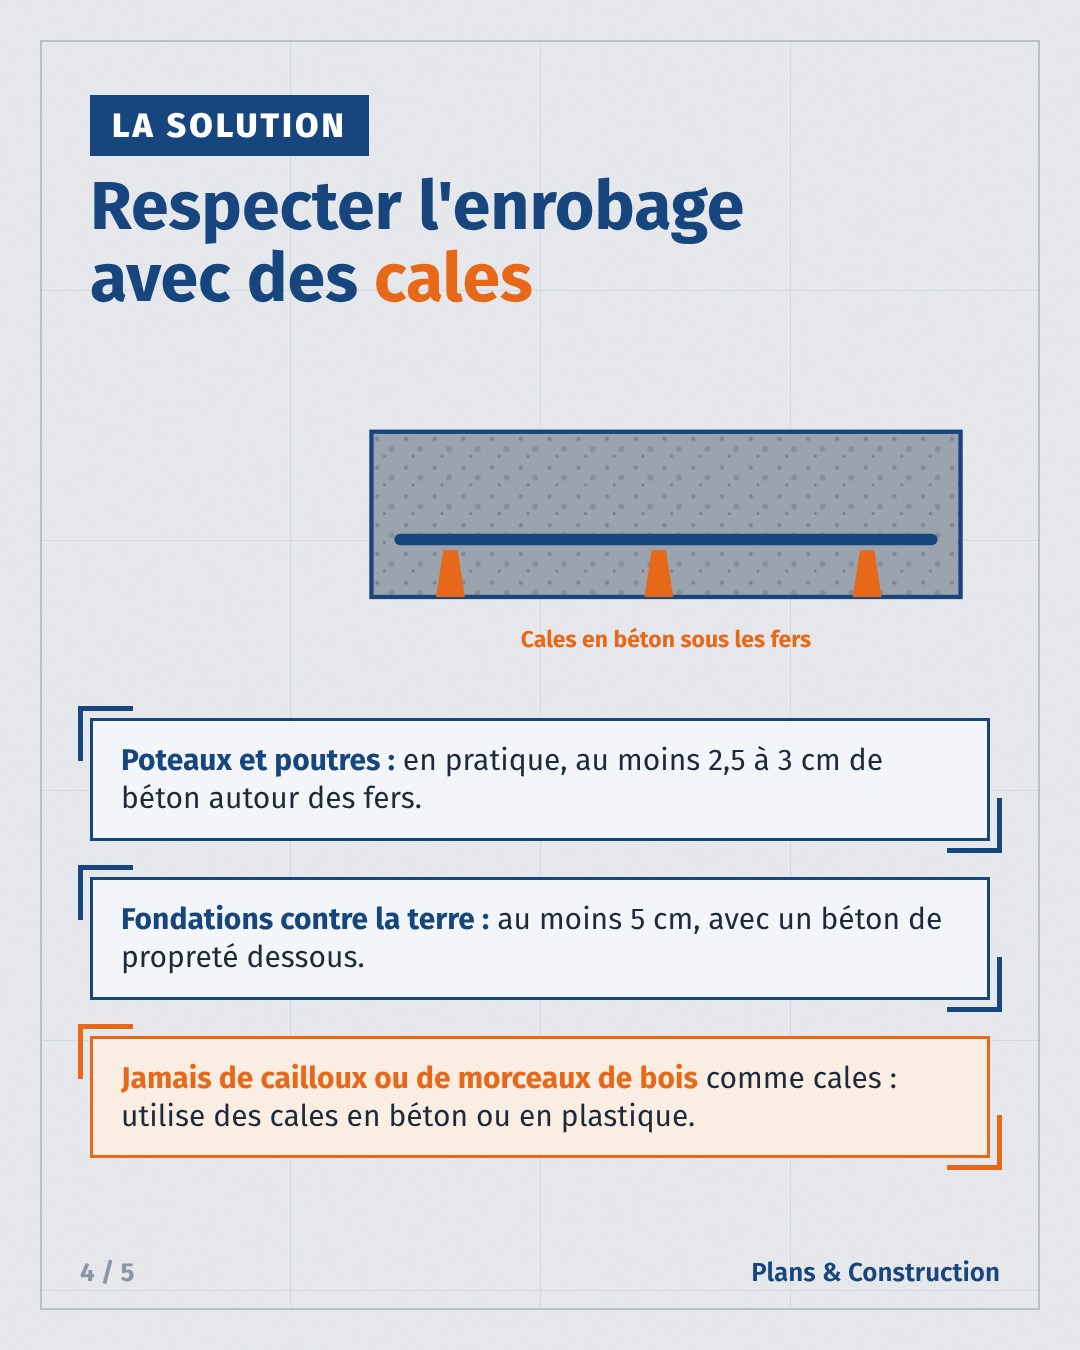 LA SOLUTION
Respecter l'enrobage
avec des cales
Cales en béton sous les fers
Poteaux et poutres : en pratique, au moins 2,5 à 3 cm de
béton autour des fers.
Fondations contre la terre : au moins 5 cm, avec un béton de
propreté dessous.
Jamais de cailloux ou de morceaux de bois comme cales :
utilise des cales en béton ou en plastique.
4 / 5
Plans & Construction